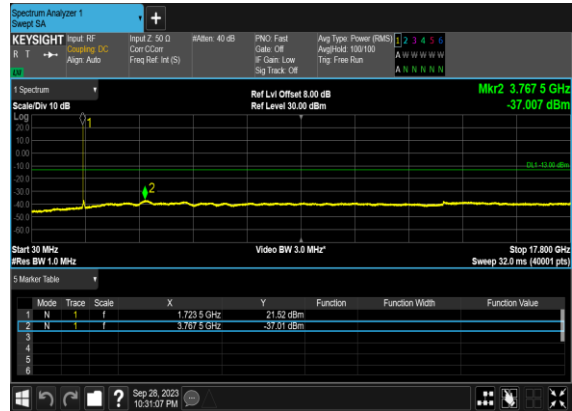 Spectrum Analyzer 1
Swept SA
+
KEYSIGHT Input: RF Input Z: 50 Ω #Atten: 40 dB PNO: Fast Avg Type: Power (RMS) 1 2 3 4 5 6
R T Coupling: DC Corr CCorr Gate: Off Avg|Hold: 100/100 A W W W W W
Align: Auto Freq Ref: Int (S) IF Gain: Low Trig: Free Run
Sig Track: Off A N N N N N
1 Spectrum Ref Lvl Offset 8.00 dB Mkr2 3.767 5 GHz
Scale/Div 10 dB Ref Level 30.00 dBm -37.007 dBm
Log
20.0
10.0
0.00
-10.0
-20.0
-30.0
-40.0
-50.0
-60.0
1
DL1 -13.00 dBm
2
Start 30 MHz Video BW 3.0 MHz* Stop 17.800 GHz
#Res BW 1.0 MHz Sweep 32.0 ms (40001 pts)
5 Marker Table
Mode Trace Scale X Y Function Function Width Function Value
1 N 1 f 1.723 5 GHz 21.52 dBm
2 N 1 f 3.767 5 GHz -37.01 dBm
3
4
5
6
? Sep 28, 2023
10:31:07 PM